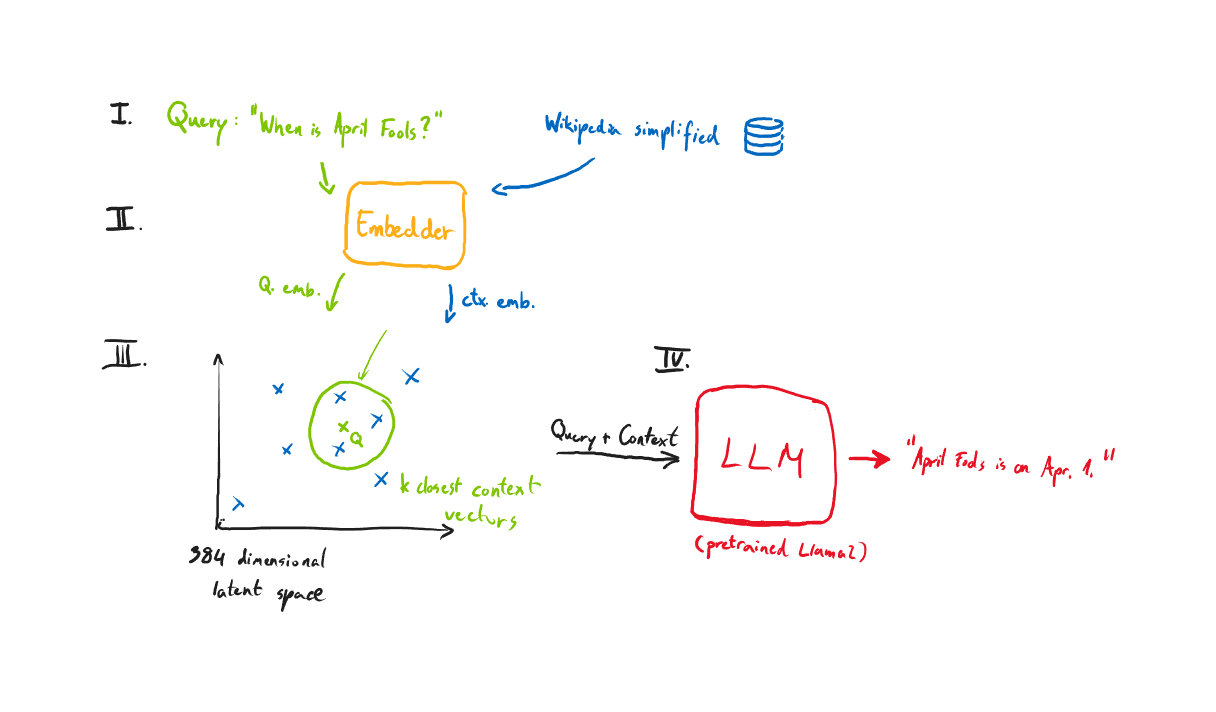 I. Query: "When is April Fools?"
Wikipedia simplified
II.
Embedder
Q. emb.
ctx. emb.
III.
Q
k closest context
vectors
384 dimensional
latent space
IV.
Query + Context
LLM
(pretrained Llama2)
"April Fools is on Apr. 1."